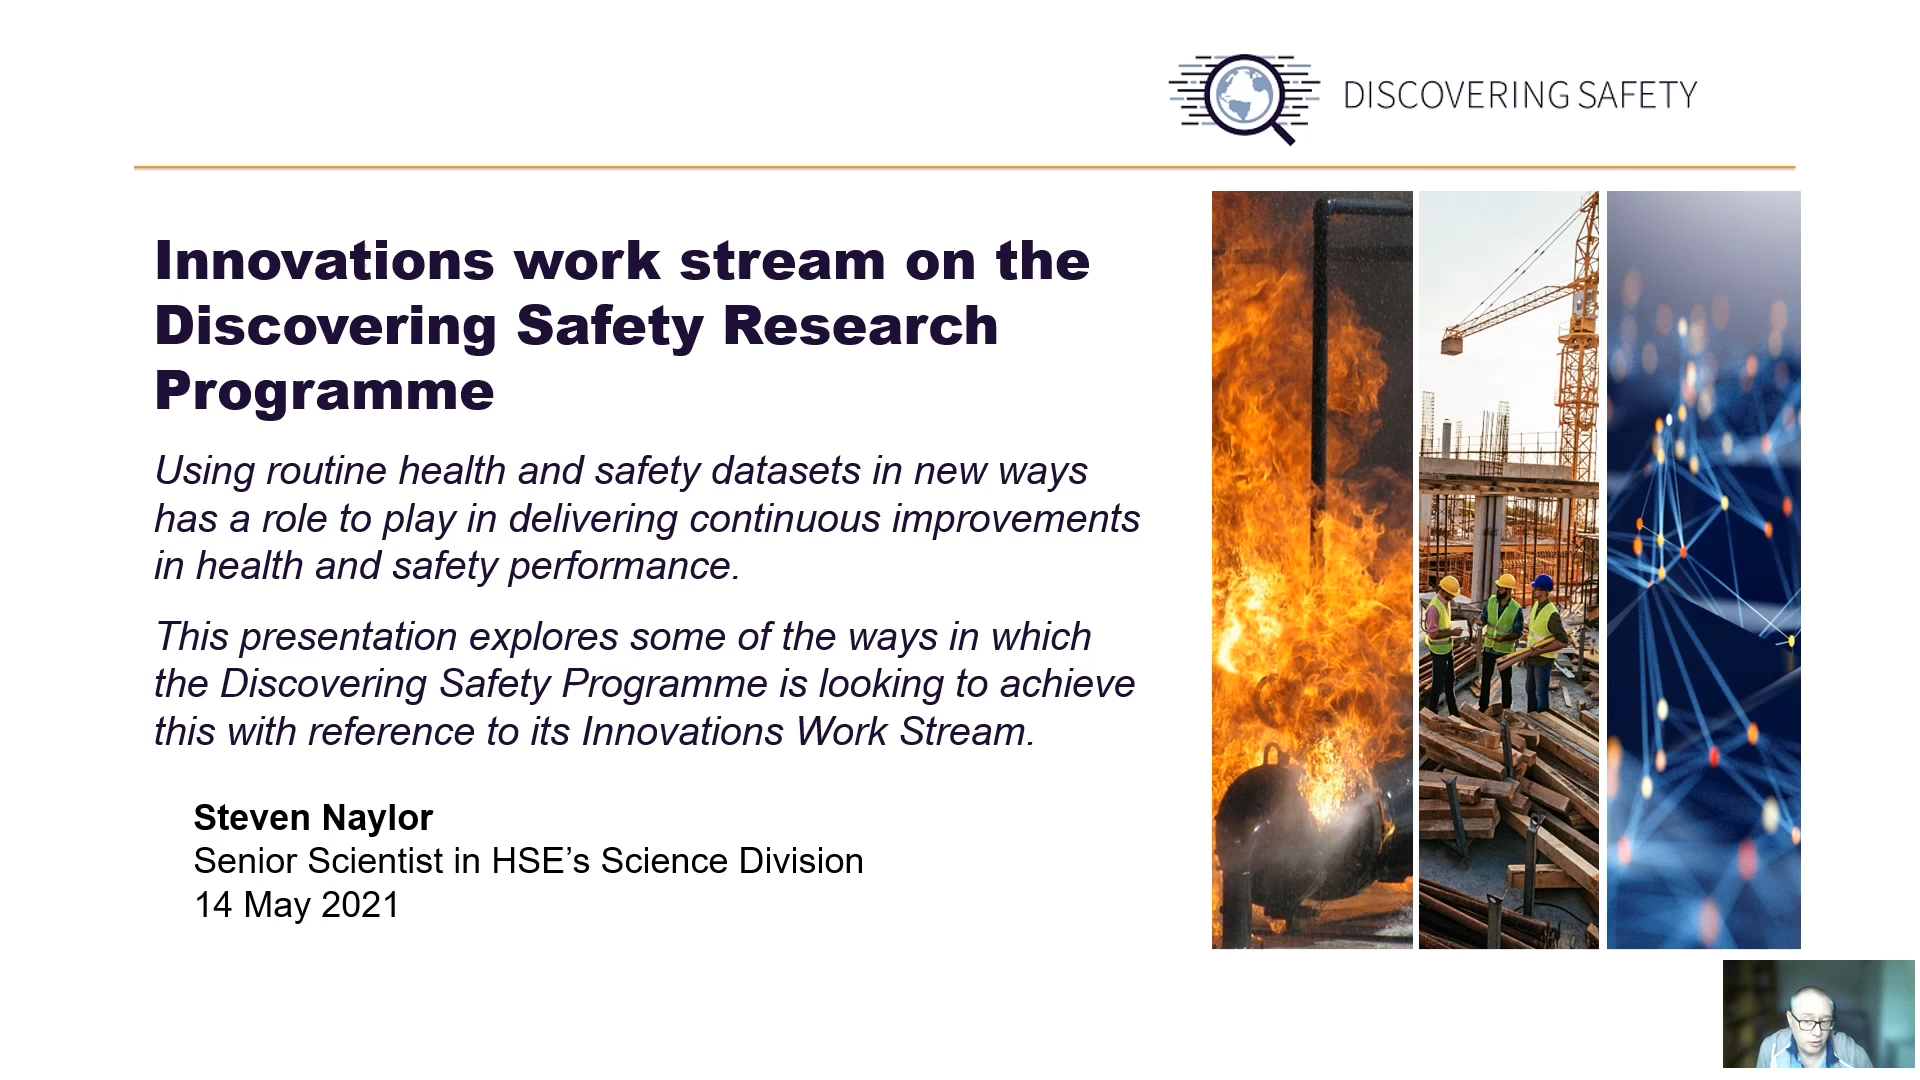 DISCOVERING SAFETY
Innovations work stream on the
Discovering Safety Research
Programme
Using routine health and safety datasets in new ways
has a role to play in delivering continuous improvements
in health and safety performance.
This presentation explores some of the ways in which
the Discovering Safety Programme is looking to achieve
this with reference to its Innovations Work Stream.
Steven Naylor
Senior Scientist in HSE’s Science Division
14 May 2021